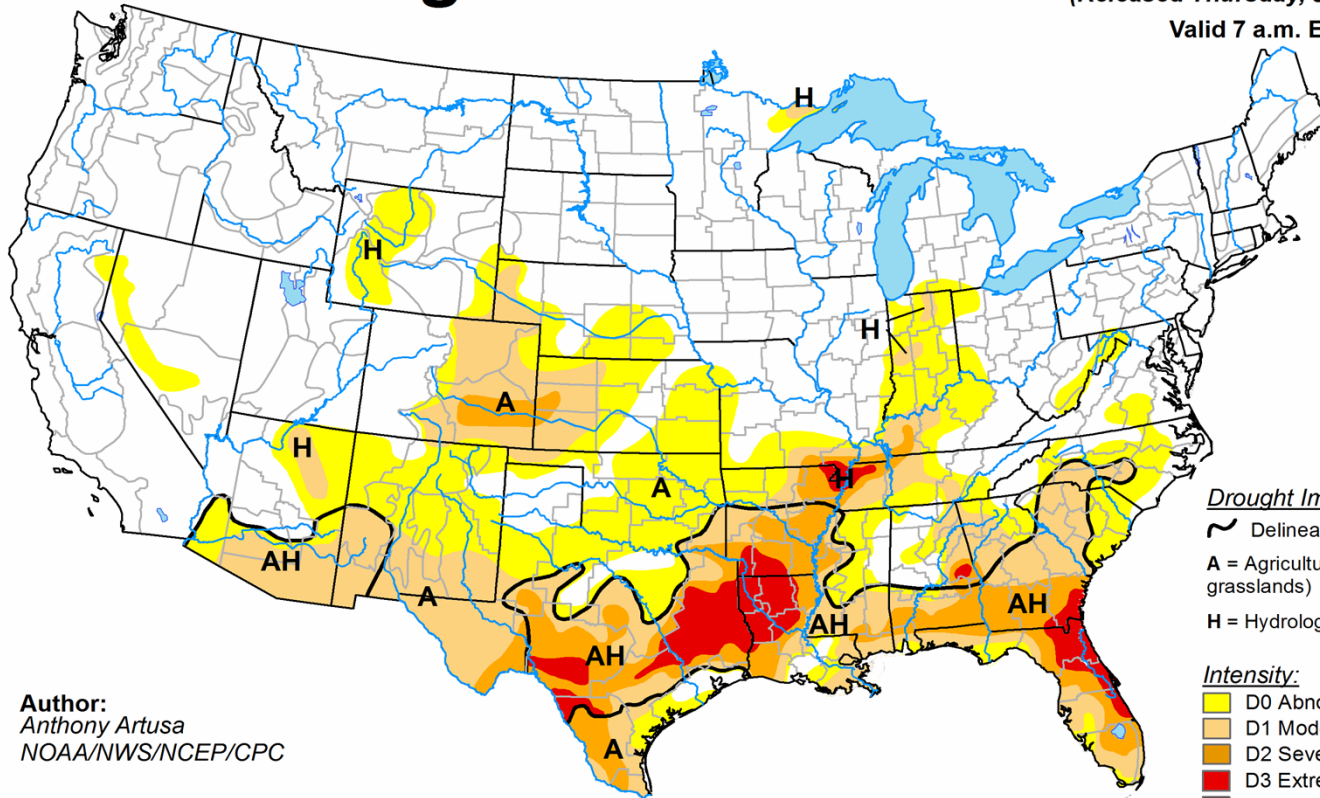 Valid 7 a.m. E
H
H
H
A
H
A
H
AH
A
AH
AH
AH
A
Drought Im
Delinea
A = Agricultu
grasslands)
H = Hydrolog
Intensity:
D0 Abno
D1 Mod
D2 Seve
D3 Extre
Author:
Anthony Artusa
NOAA/NWS/NCEP/CPC